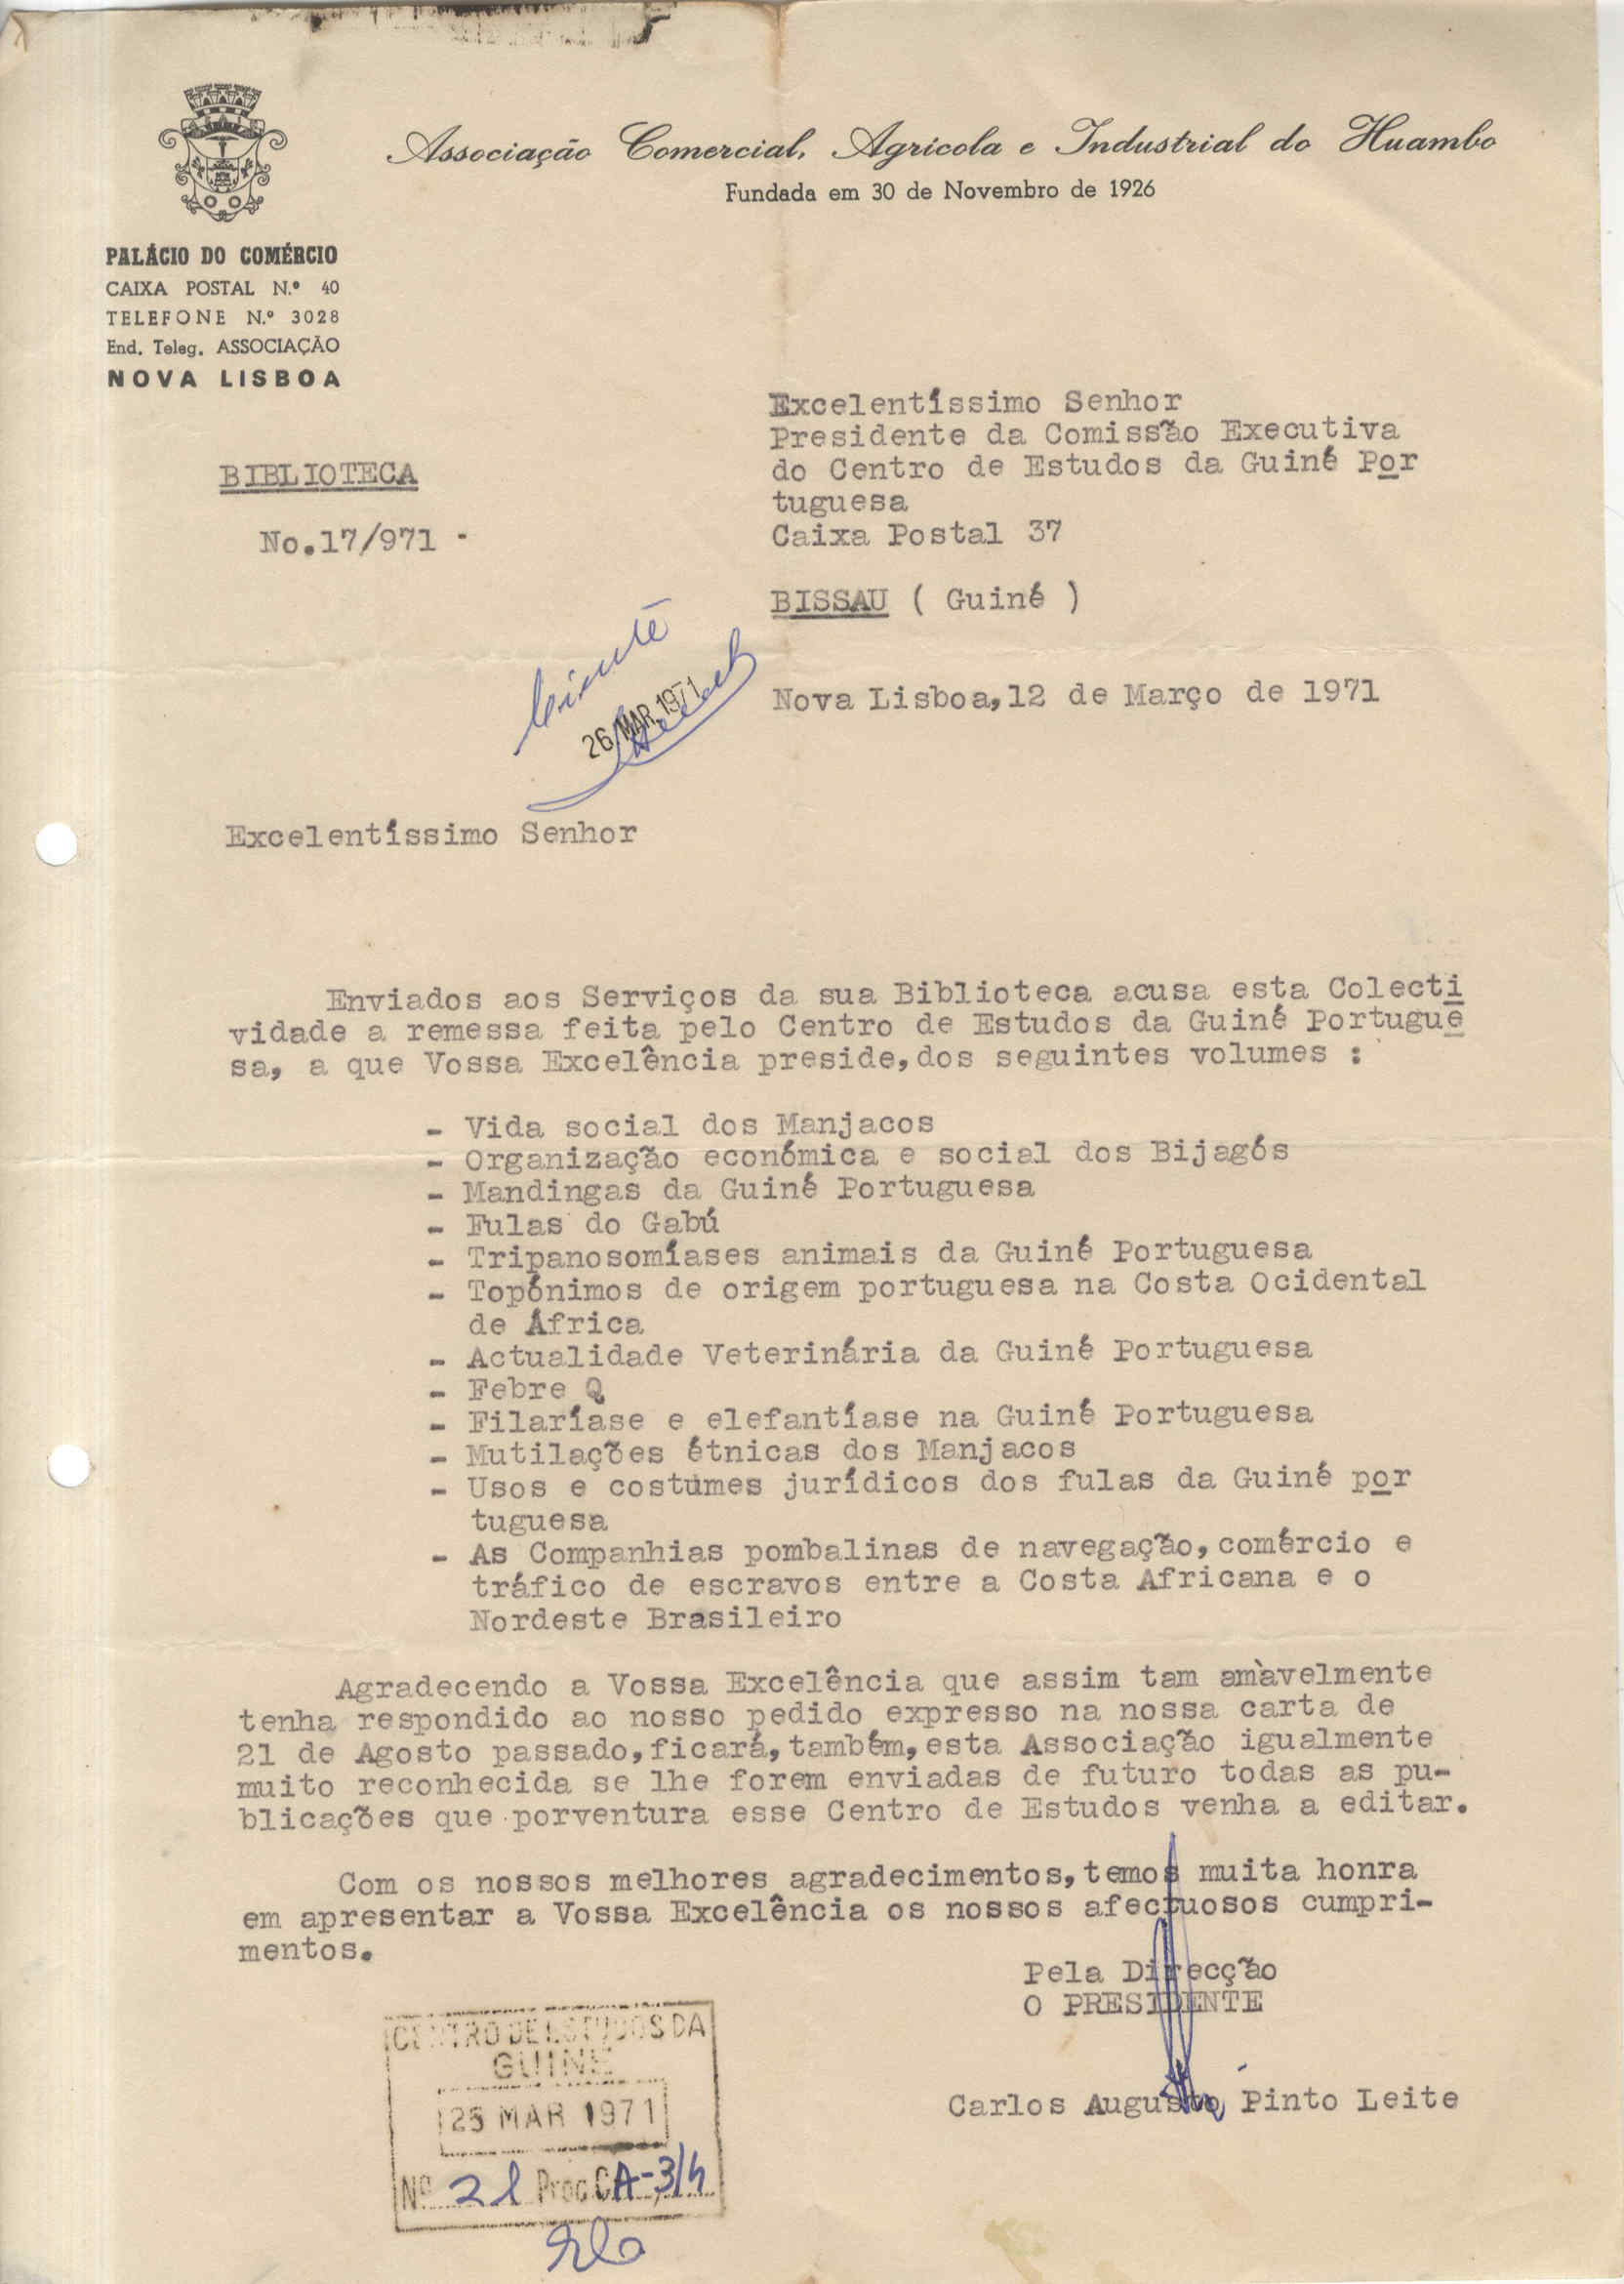 Associação Comercial, Agrícola e Industrial do Huambo
Fundada em 30 de Novembro de 1926
PALÁCIO DO COMÉRCIO
CAIXA POSTAL N.º 40
TELEFONE N.º 3028
End. Teleg. ASSOCIAÇÃO
NOVA LISBOA
Excelentíssimo Senhor
Presidente da Comissão Executiva
do Centro de Estudos da Guiné Por
tuguesa
Caixa Postal 37
BISSAU ( Guiné )
BIBLIOTECA
No.17/971 -
26 MAR. 1971
Nova Lisboa,12 de Março de 1971
Excelentíssimo Senhor
Enviados aos Serviços da sua Biblioteca acusa esta Colecti
vidade a remessa feita pelo Centro de Estudos da Guiné Portugue
sa, a que Vossa Excelência preside,dos seguintes volumes :
- Vida social dos Manjacos
- Organização económica e social dos Bijagós
- Mandingas da Guiné Portuguesa
- Fulas do Gabú
- Tripanosomíases animais da Guiné Portuguesa
- Topónimos de origem portuguesa na Costa Ocidental
de África
- Actualidade Veterinária da Guiné Portuguesa
- Febre Q
- Filaríase e elefantíase na Guiné Portuguesa
- Mutilações étnicas dos Manjacos
- Usos e costumes jurídicos dos fulas da Guiné por
tuguesa
- As Companhias pombalinas de navegação,comércio e
tráfico de escravos entre a Costa Africana e o
Nordeste Brasileiro
Agradecendo a Vossa Excelência que assim tam amàvelmente
tenha respondido ao nosso pedido expresso na nossa carta de
21 de Agosto passado,ficará,também,esta Associação igualmente
muito reconhecida se lhe forem enviadas de futuro todas as pu-
blicações que porventura esse Centro de Estudos venha a editar.
Com os nossos melhores agradecimentos,temos muita honra
em apresentar a Vossa Excelência os nossos afectuosos cumpri-
mentos.
Pela Direcção
O PRESIDENTE
Carlos Augusto Pinto Leite
CENTRO DE ESTUDOS DA
GUINÉ
25 MAR 1971
Nº 21 Proc. CA-3/4